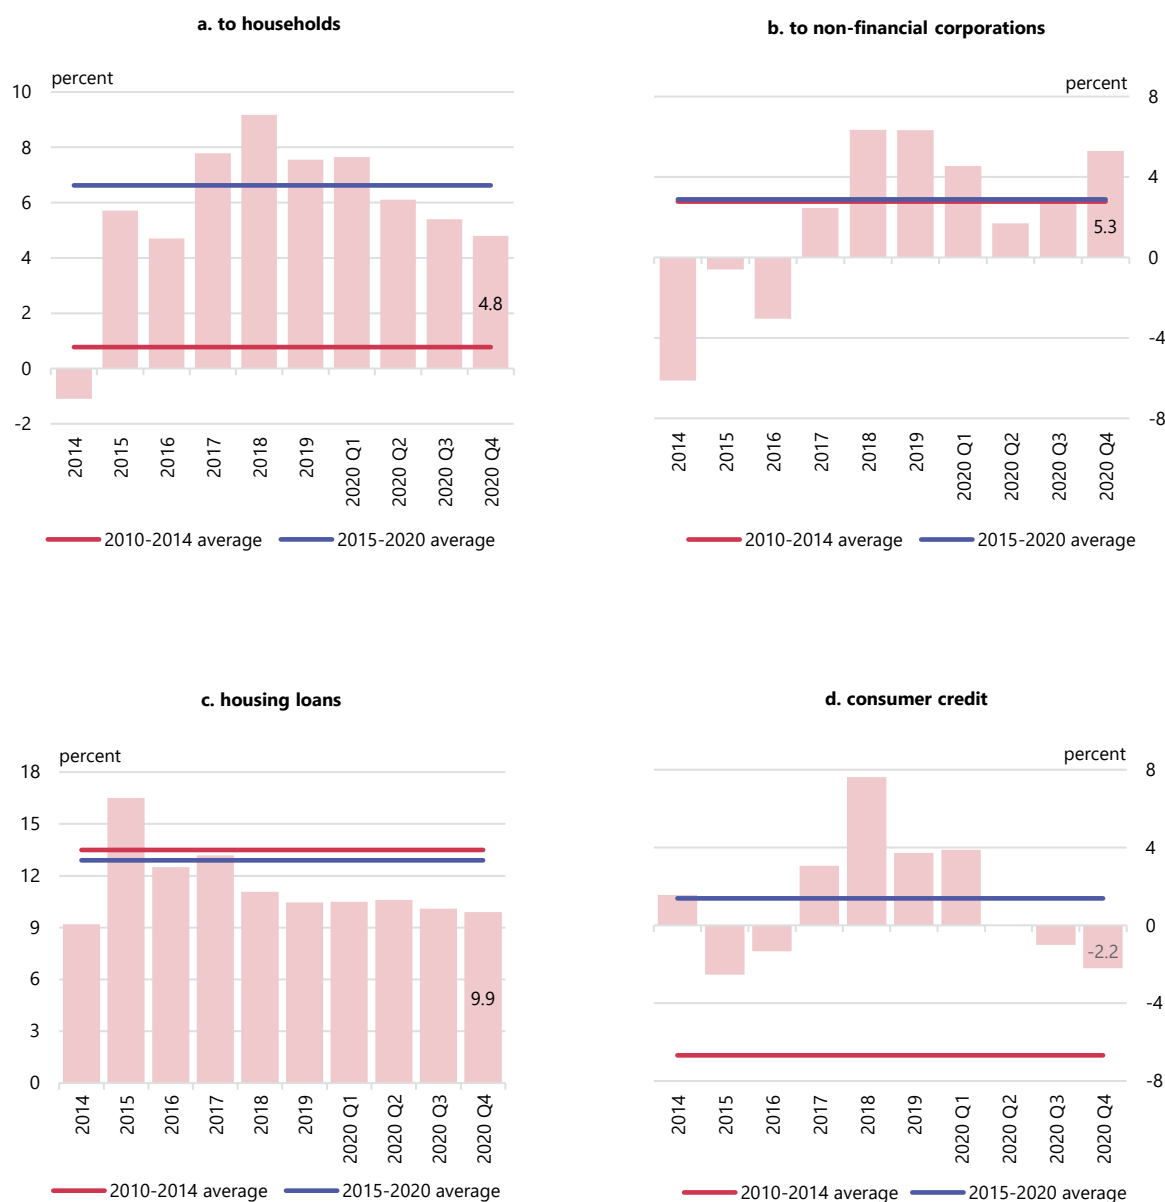 a. to households
percent
10
8
6
4
2
0
-2
4.8
2014
2015
2016
2017
2018
2019
2020 Q1
2020 Q2
2020 Q3
2020 Q4
2010-2014 average 2015-2020 average
b. to non-financial corporations
percent
8
4
0
-4
-8
5.3
2014
2015
2016
2017
2018
2019
2020 Q1
2020 Q2
2020 Q3
2020 Q4
2010-2014 average 2015-2020 average
c. housing loans
percent
18
15
12
9
6
3
0
9.9
2014
2015
2016
2017
2018
2019
2020 Q1
2020 Q2
2020 Q3
2020 Q4
2010-2014 average 2015-2020 average
d. consumer credit
percent
8
4
0
-4
-8
-2.2
2014
2015
2016
2017
2018
2019
2020 Q1
2020 Q2
2020 Q3
2020 Q4
2010-2014 average 2015-2020 average